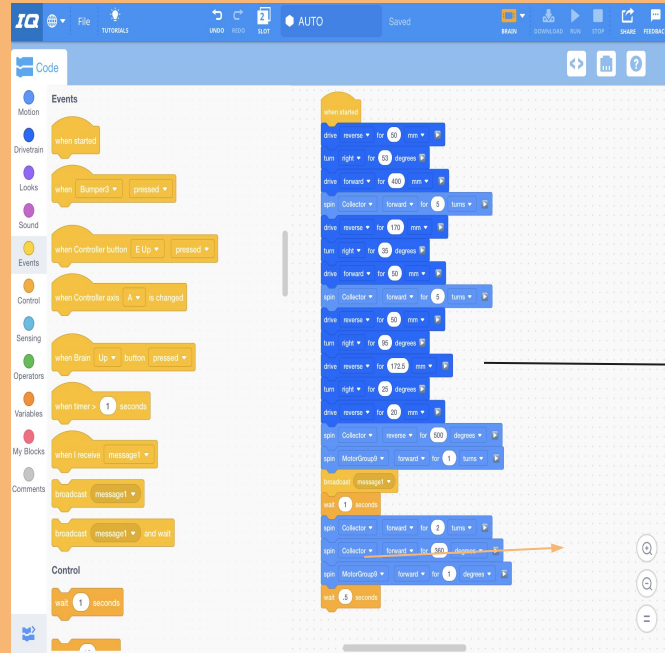 IQ File TUTORIALS UNDO REDO 2 SLOT AUTO Saved BRAIN DOWNLOAD RUN STOP SHARE FEEDBAC
Code
Motion
Drivetrain
Looks
Sound
Events
Control
Sensing
Operators
Variables
My Blocks
Comments
Events
when started
when Bumper3 pressed
when Controller button E Up pressed
when Controller axis A is changed
when Brain Up button pressed
when timer > 1 seconds
when I receive message1
broadcast message1
broadcast message1 and wait
Control
wait 1 seconds
when started
drive reverse for 50 mm
turn right for 53 degrees
drive forward for 400 mm
spin Collector forward for 5 turns
drive reverse for 170 mm
turn right for 35 degrees
drive forward for 50 mm
spin Collector forward for 5 turns
drive reverse for 50 mm
turn right for 95 degrees
drive reverse for 172.5 mm
turn right for 25 degrees
drive reverse for 20 mm
spin Collector reverse for 500 degrees
spin MotorGroup9 forward for 1 turns
broadcast message1
wait 1 seconds
spin Collector forward for 2 turns
spin Collector forward for 360 degrees
spin MotorGroup9 forward for 1 degrees
wait .5 seconds